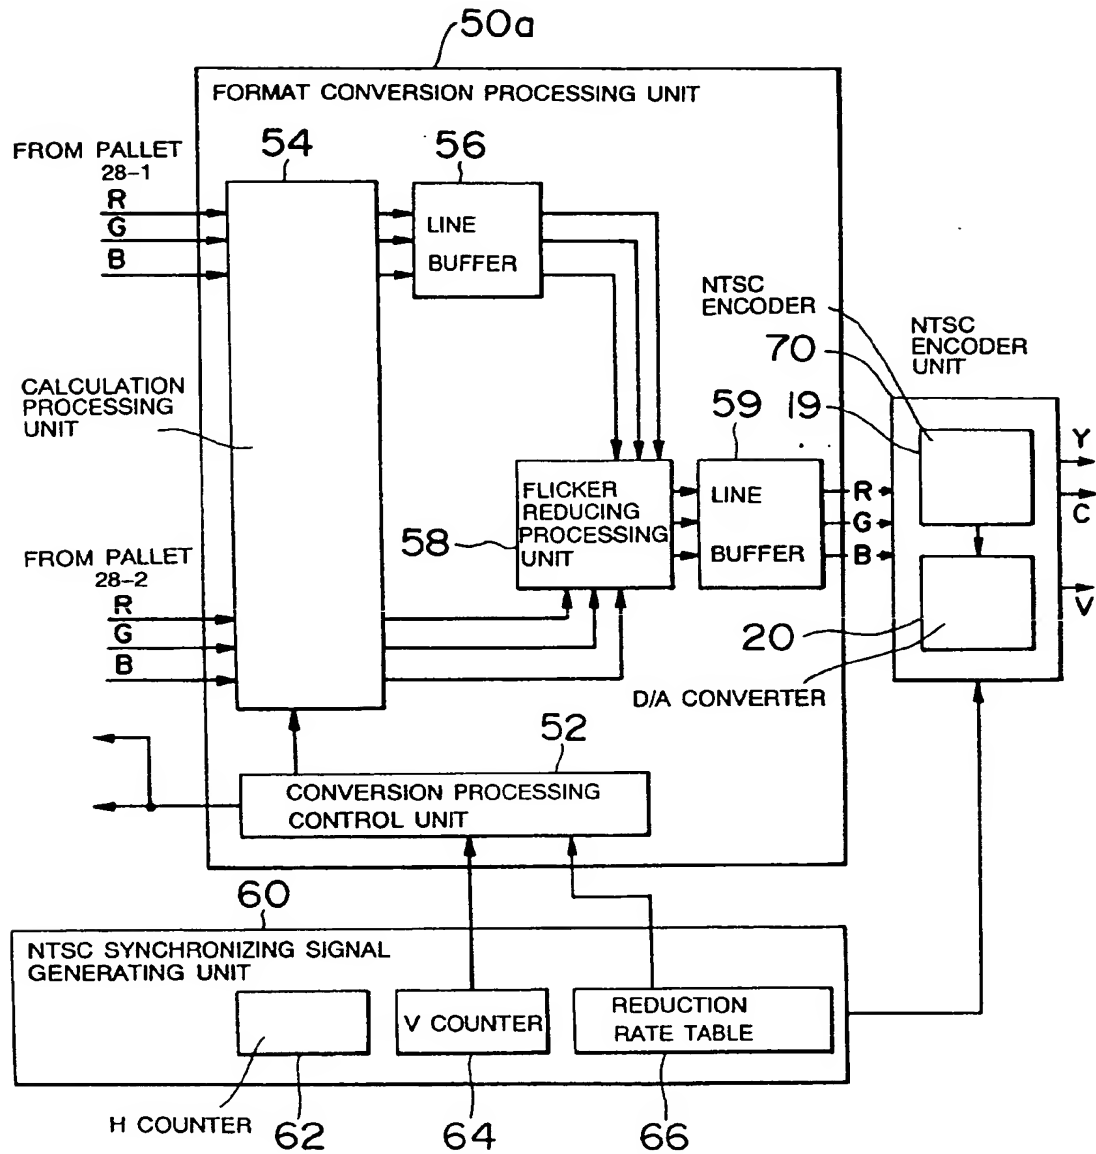 50a
FORMAT CONVERSION PROCESSING UNIT
FROM PALLET
28-1
R
G
B
54
56
LINE
BUFFER
NTSC
ENCODER
NTSC
ENCODER
UNIT
70
19
CALCULATION
PROCESSING
UNIT
59
LINE
BUFFER
R
G
B
Y
C
V
FLICKER
REDUCING
PROCESSING
UNIT
58
FROM PALLET
28-2
R
G
B
20
D/A CONVERTER
52
CONVERSION PROCESSING
CONTROL UNIT
60
NTSC SYNCHRONIZING SIGNAL
GENERATING UNIT
V COUNTER
REDUCTION
RATE TABLE
H COUNTER
62
64
66